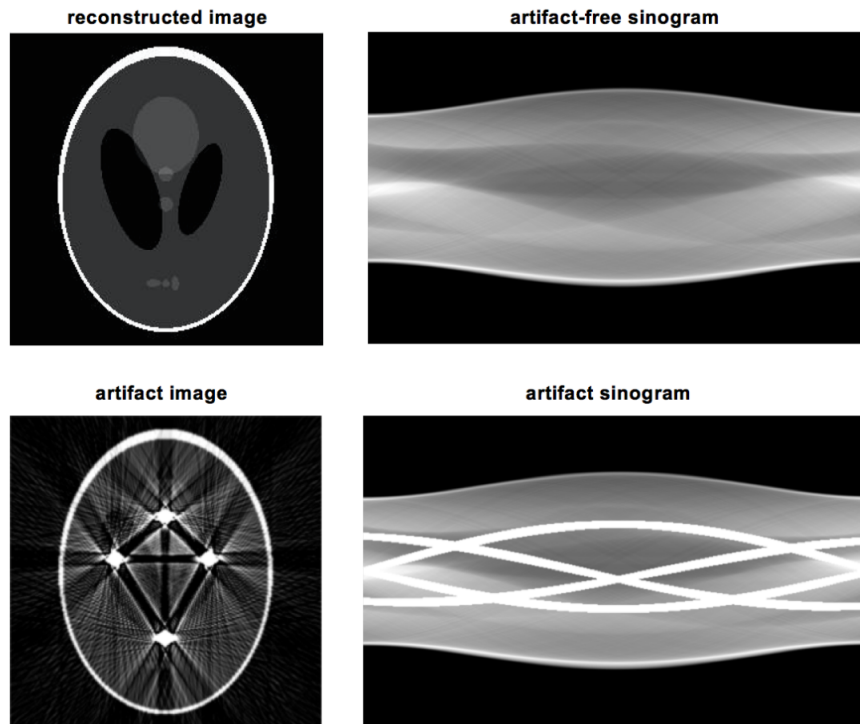 reconstructed image
artifact-free sinogram
artifact image
artifact sinogram